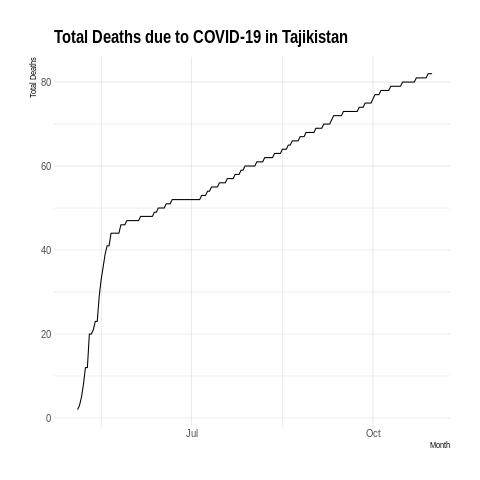 Total Deaths due to COVID-19 in Tajikistan
Total Deaths
80
60
40
20
0
Jul
Oct
Month